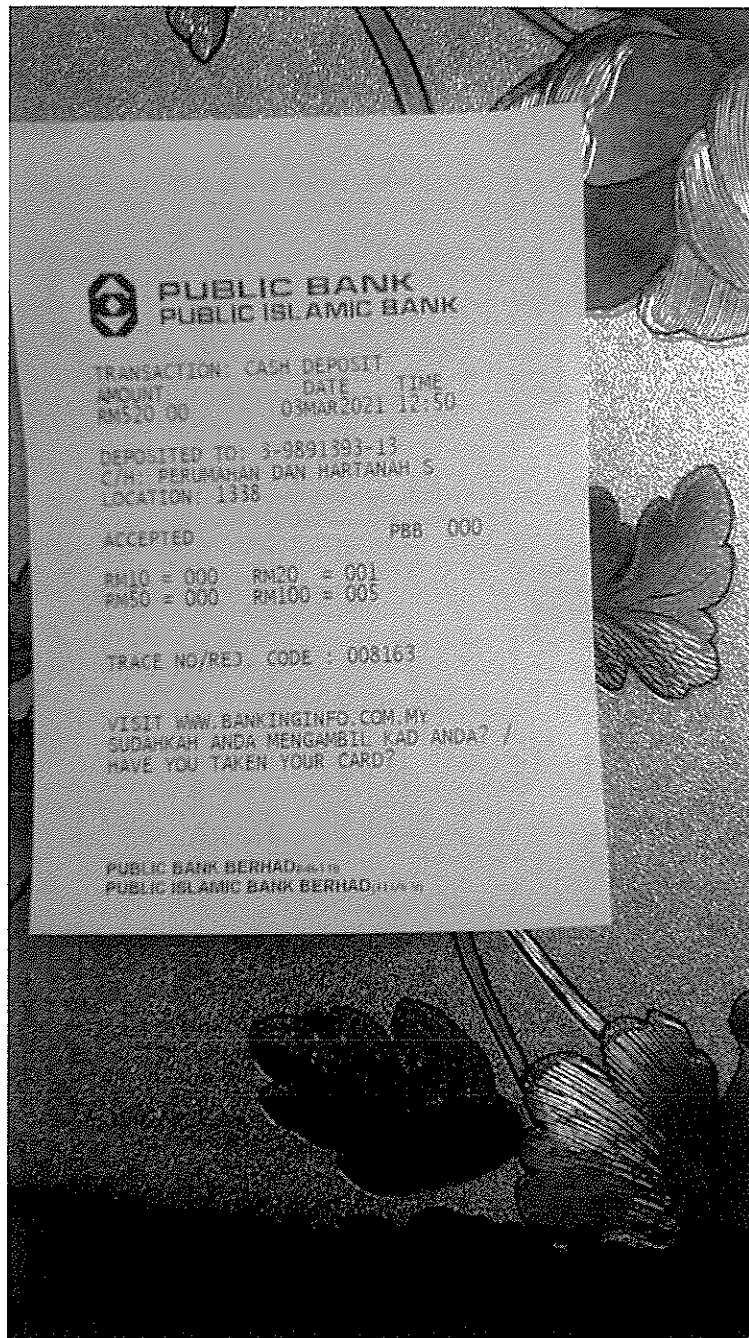 PUBLIC BANK
PUBLIC ISLAMIC BANK
TRANSACTION: CASH DEPOSIT
AMOUNT DATE TIME
RM520.00 03MAR2021 12:50
DEPOSITED TO: 3-9891393-13
C/H: PERUMAHAN DAN HARTANAH S
LOCATION: 1338
ACCEPTED PBB 000
RM10 = 000 RM20 = 001
RM50 = 000 RM100 = 005
TRACE NO/REJ. CODE : 008163
VISIT WWW.BANKINGINFO.COM.MY
SUDAHKAH ANDA MENGAMBIL KAD ANDA? /
HAVE YOU TAKEN YOUR CARD?
PUBLIC BANK BERHAD
PUBLIC ISLAMIC BANK BERHAD